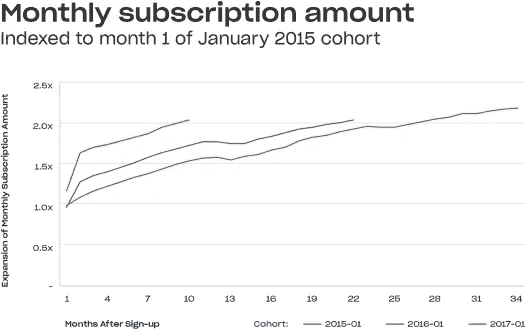 Monthly subscription amount
Indexed to month 1 of January 2015 cohort
Expansion of Monthly Subscription Amount
2.5x
2.0x
1.5x
1.0x
0.5x
-
1 4 7 10 13 16 19 22 25 28 31 34
Months After Sign-up Cohort: 2015-01 2016-01 2017-01